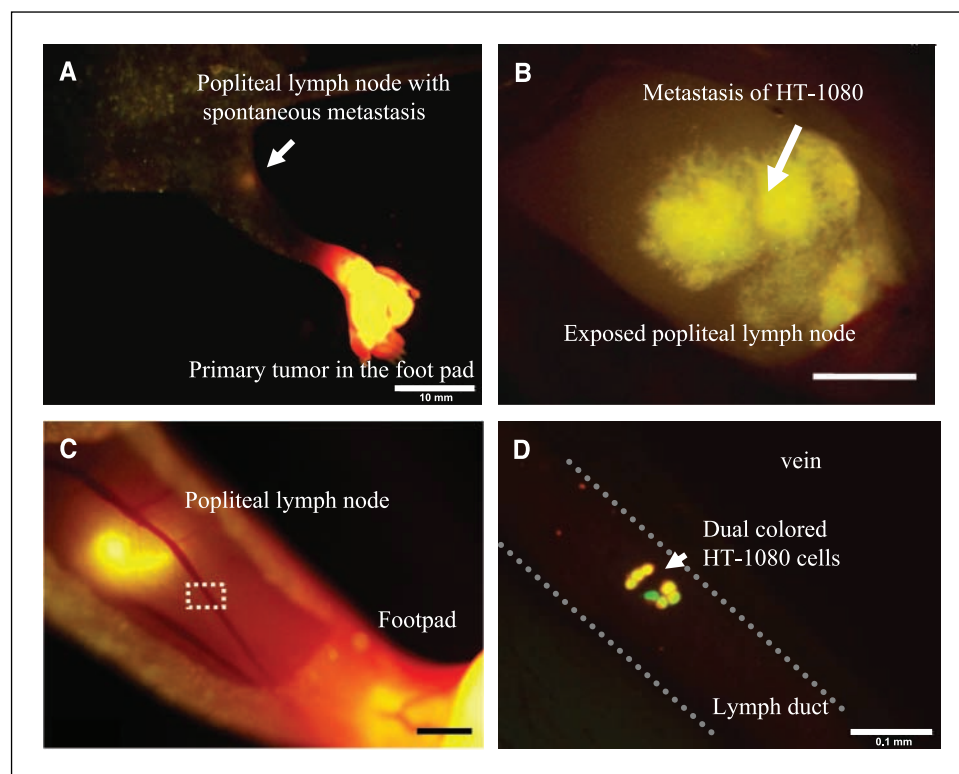 A
Popliteal lymph node with
spontaneous metastasis
Primary tumor in the foot pad
10 mm
B
Metastasis of HT-1080
Exposed popliteal lymph node
C
Popliteal lymph node
Footpad
D
vein
Dual colored
HT-1080 cells
Lymph duct
0.1 mm